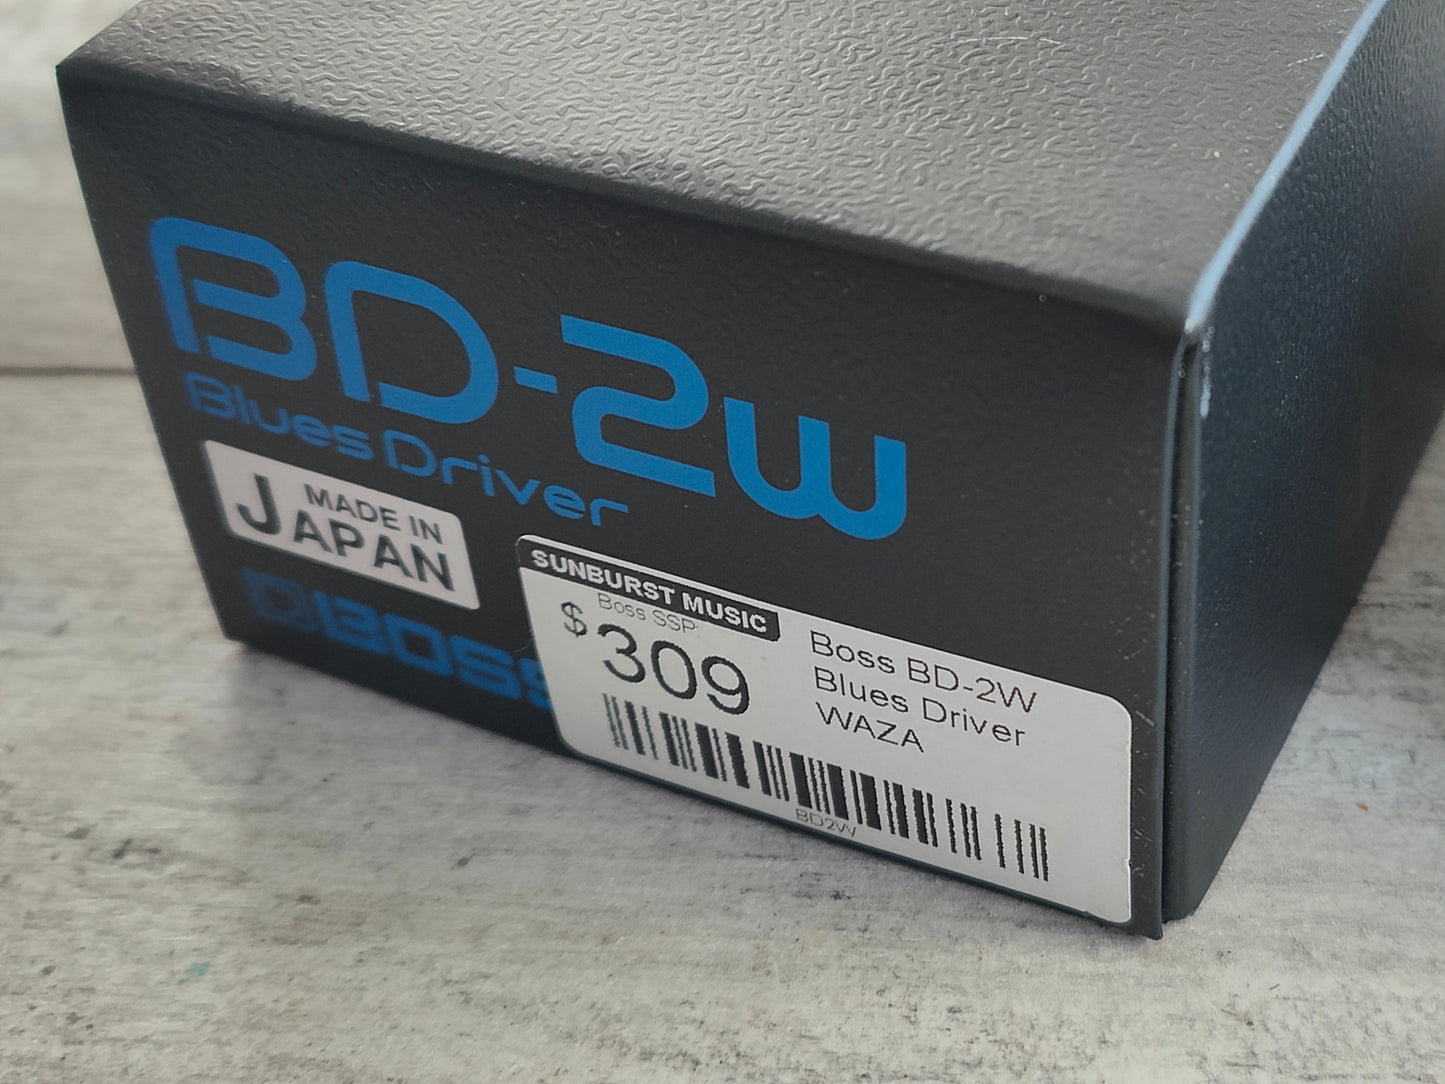 BD-2w
Blues Driver
MADE IN
JAPAN
BOSS
SUNBURST MUSIC
Boss SSP
$309
Boss BD-2W
Blues Driver
WAZA
BD2W